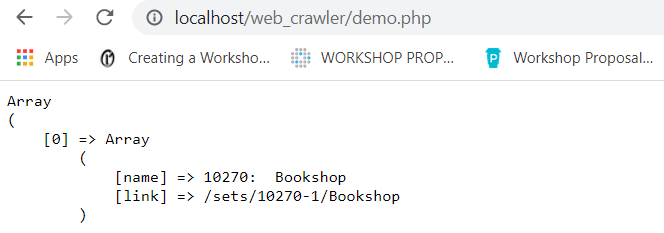 localhost/web_crawler/demo.php
Apps Creating a Worksho... WORKSHOP PROP... Workshop Proposal...
Array
(
    [0] => Array
        (
            [name] => 10270:  Bookshop
            [link] => /sets/10270-1/Bookshop
        )